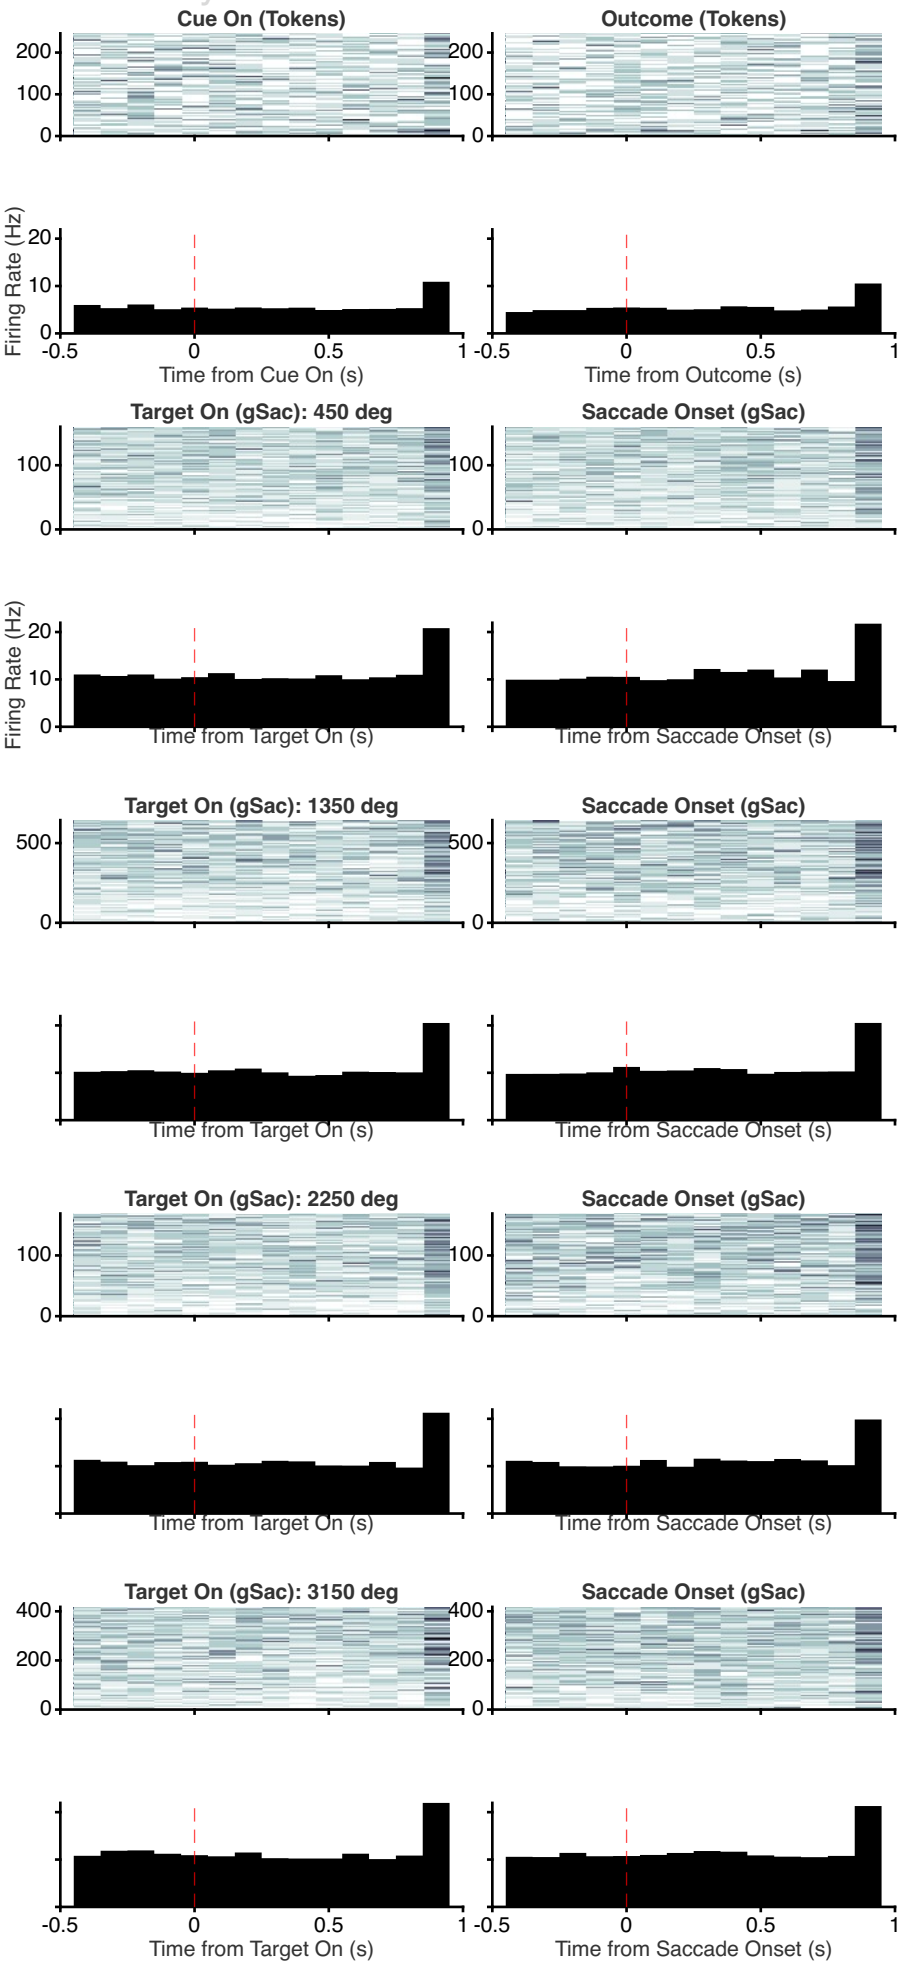 Cue On (Tokens) Outcome (Tokens)
200 200
100 100
0 0
Firing Rate (Hz)
20
10
0
-0.5 0 0.5 1 -0.5 0 0.5 1
Time from Cue On (s) Time from Outcome (s)
Target On (gSac): 450 deg Saccade Onset (gSac)
100 100
0 0
Firing Rate (Hz)
20
10
0
Time from Target On (s) Time from Saccade Onset (s)
Target On (gSac): 1350 deg Saccade Onset (gSac)
500 500
0 0
Time from Target On (s) Time from Saccade Onset (s)
Target On (gSac): 2250 deg Saccade Onset (gSac)
100 100
0 0
Time from Target On (s) Time from Saccade Onset (s)
Target On (gSac): 3150 deg Saccade Onset (gSac)
400 400
200 200
0 0
-0.5 0 0.5 1 -0.5 0 0.5 1
Time from Target On (s) Time from Saccade Onset (s)